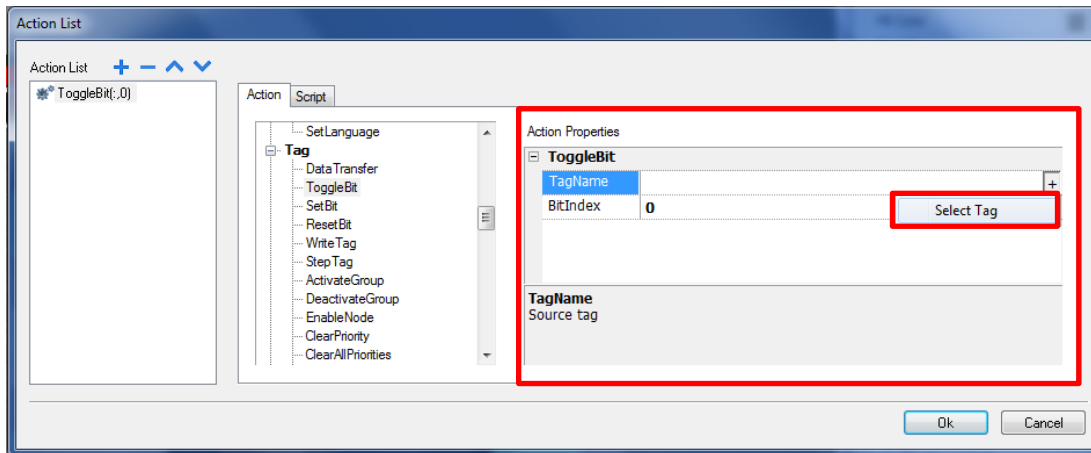 Action List
Action List
ToggleBit(:,0)
Action Script
SetLanguage
Tag
DataTransfer
ToggleBit
SetBit
ResetBit
WriteTag
StepTag
ActivateGroup
DeactivateGroup
EnableNode
ClearPriority
ClearAllPriorities
Action Properties
ToggleBit
TagName
BitIndex 0
Select Tag
TagName
Source tag
Ok Cancel